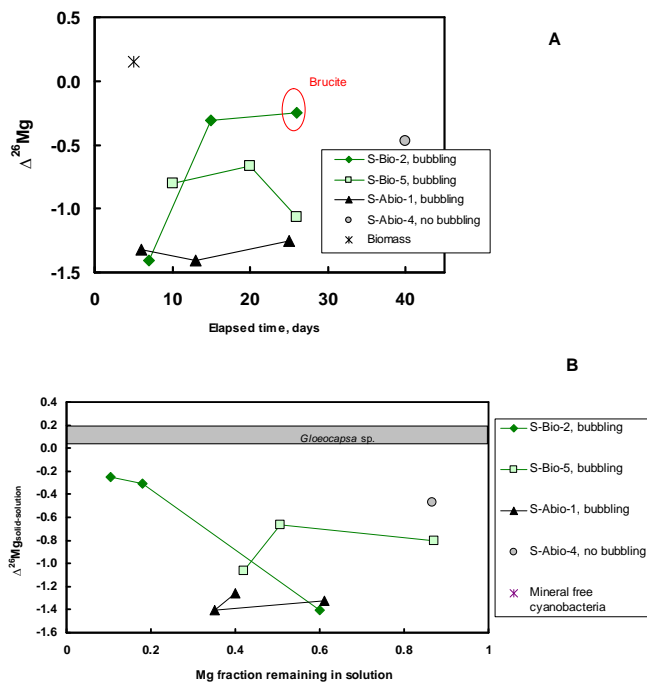 A
0.5
0.0
-0.5
-1.0
-1.5
Δ²⁶Mg
Brucite
S-Bio-2, bubbling
S-Bio-5, bubbling
S-Abio-1, bubbling
S-Abio-4, no bubbling
Biomass
0 10 20 30 40
Elapsed time, days
B
0.4
0.2
0.0
-0.2
-0.4
-0.6
-0.8
-1.0
-1.2
-1.4
-1.6
Δ²⁶Mgsolid-solution
Gloeocapsa sp.
0 0.2 0.4 0.6 0.8 1
Mg fraction remaining in solution
S-Bio-2, bubbling
S-Bio-5, bubbling
S-Abio-1, bubbling
S-Abio-4, no bubbling
Mineral free
cyanobacteria